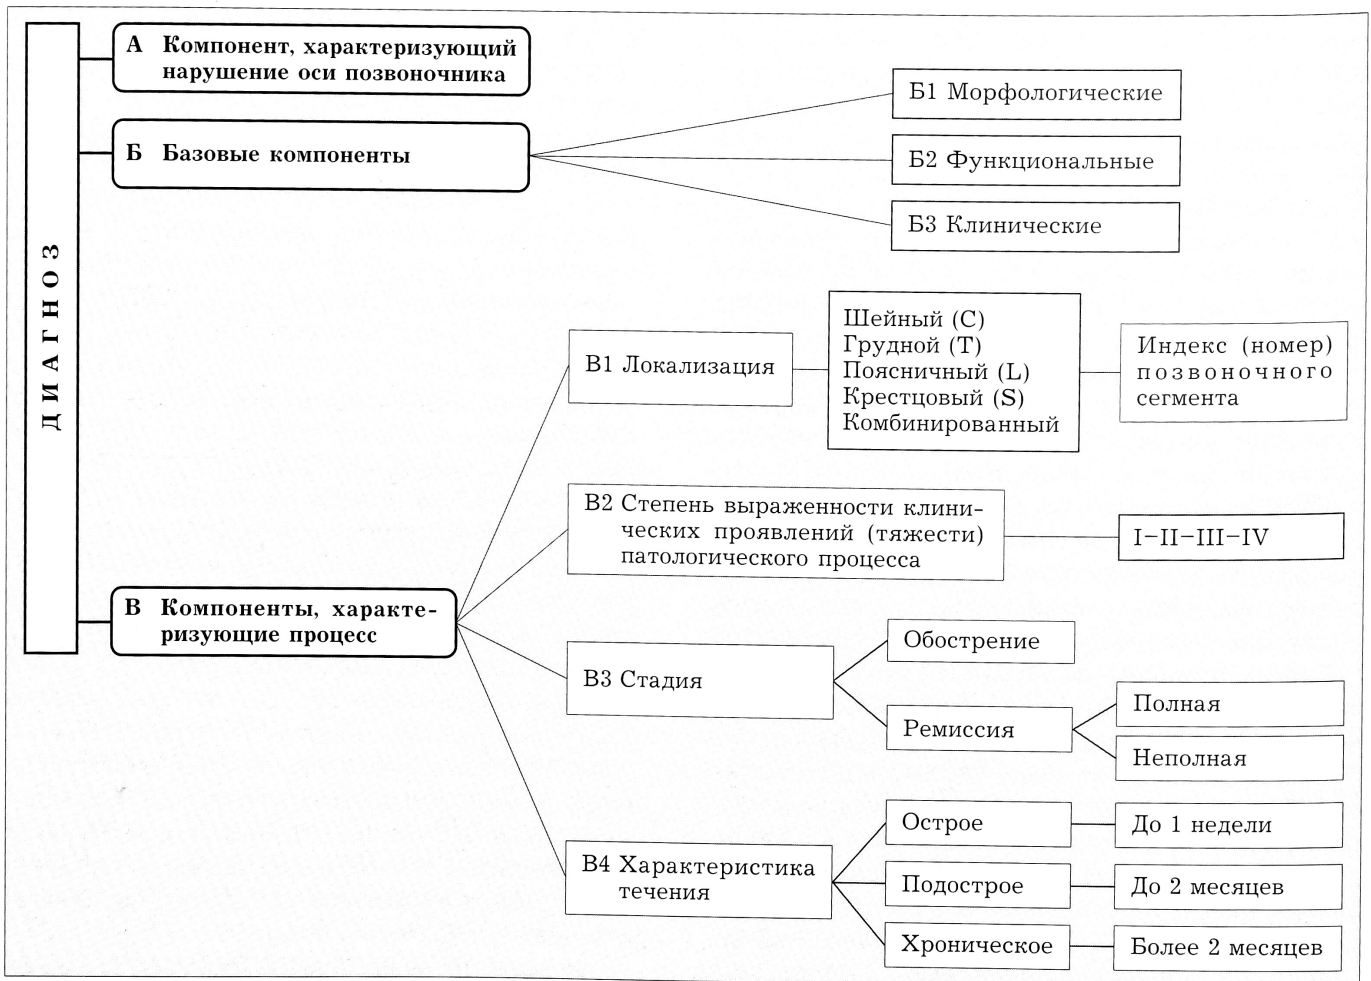 ДИАГНОЗ
А Компонент, характеризующий
нарушение оси позвоночника
Б Базовые компоненты
Б1 Морфологические
Б2 Функциональные
Б3 Клинические
В Компоненты, характе-
ризующие процесс
В1 Локализация
Шейный (C)
Грудной (T)
Поясничный (L)
Крестцовый (S)
Комбинированный
Индекс (номер)
позвоночного
сегмента
В2 Степень выраженности клини-
ческих проявлений (тяжести)
патологического процесса
I–II–III–IV
В3 Стадия
Обострение
Ремиссия
Полная
Неполная
В4 Характеристика
течения
Острое
До 1 недели
Подострое
До 2 месяцев
Хроническое
Более 2 месяцев